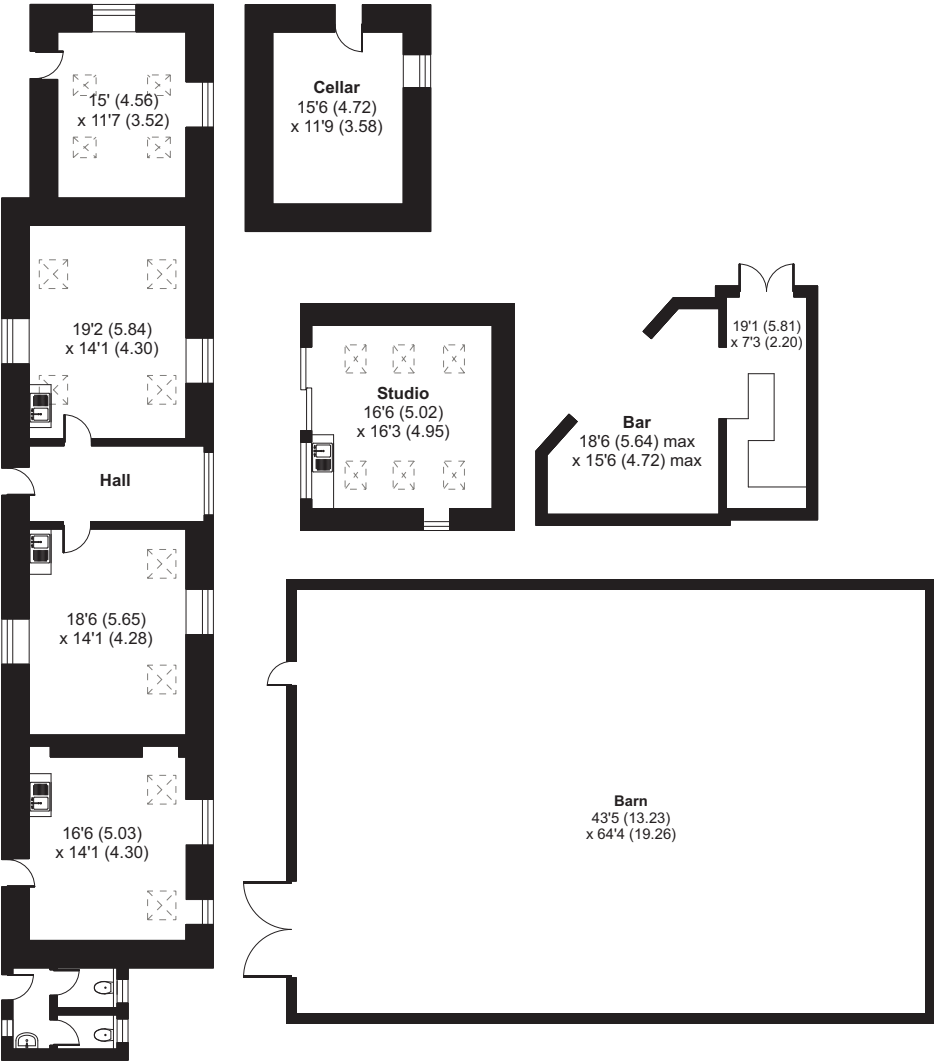 15' (4.56)
x 11'7 (3.52)
Cellar
15'6 (4.72)
x 11'9 (3.58)
19'2 (5.84)
x 14'1 (4.30)
Hall
18'6 (5.65)
x 14'1 (4.28)
16'6 (5.03)
x 14'1 (4.30)
Studio
16'6 (5.02)
x 16'3 (4.95)
19'1 (5.81)
x 7'3 (2.20)
Bar
18'6 (5.64) max
x 15'6 (4.72) max
Barn
43'5 (13.23)
x 64'4 (19.26)